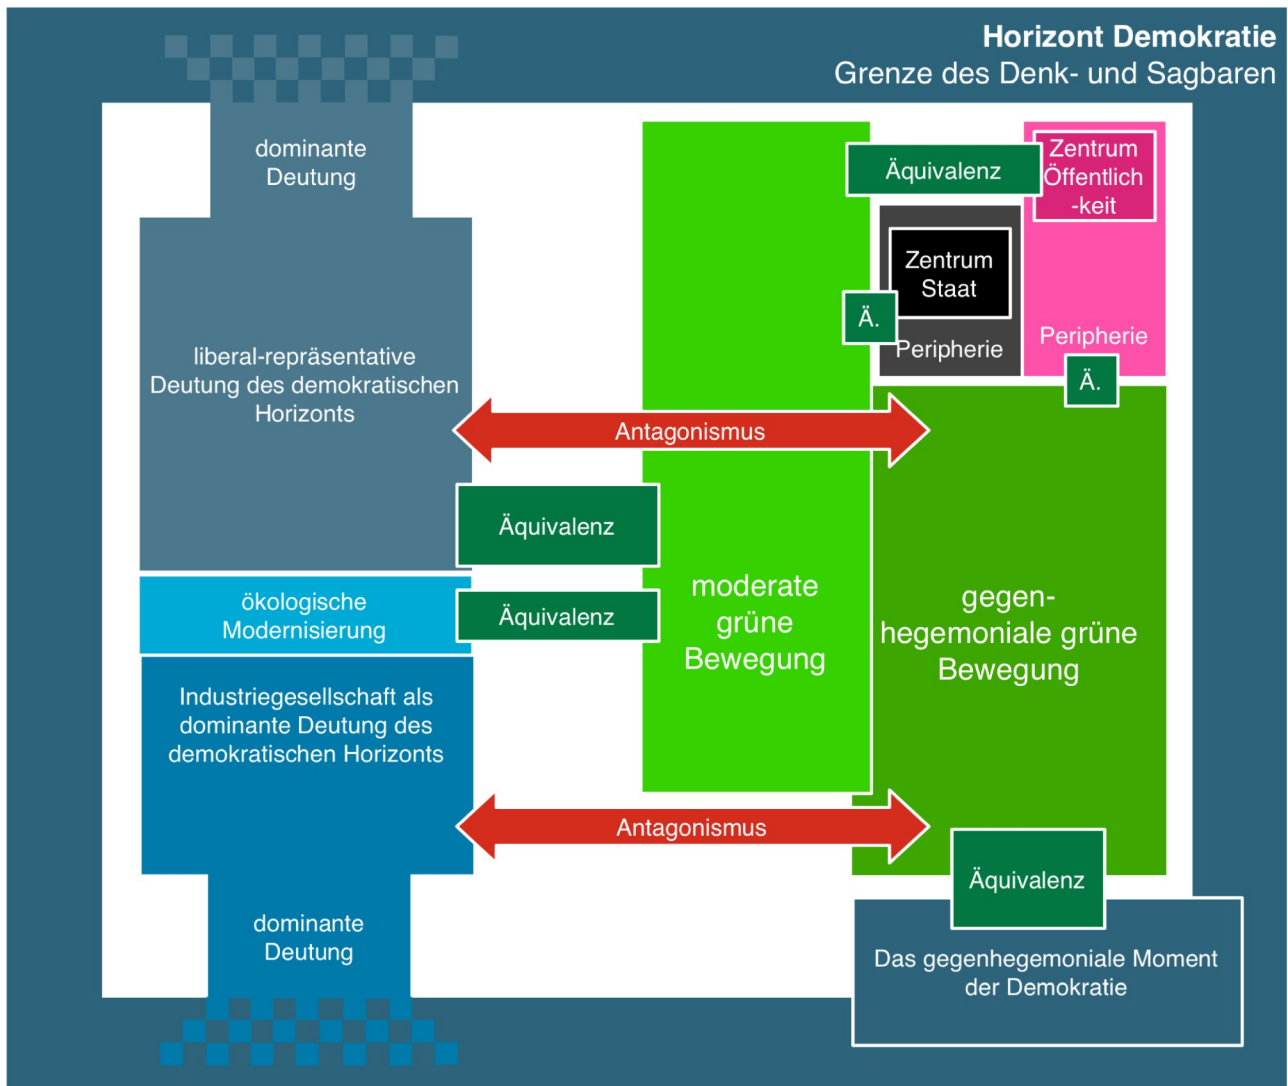 Horizont Demokratie
Grenze des Denk- und Sagbaren
dominante
Deutung
liberal-repräsentative
Deutung des demokratischen
Horizonts
ökologische
Modernisierung
Industriegesellschaft als
dominante Deutung des
demokratischen Horizonts
dominante
Deutung
Antagonismus
Äquivalenz
Äquivalenz
Antagonismus
moderate
grüne
Bewegung
Äquivalenz
Zentrum
Öffentlich
-keit
Zentrum
Staat
Ä.
Peripherie
Peripherie
Ä.
gegen-
hegemoniale grüne
Bewegung
Äquivalenz
Das gegenhegemoniale Moment
der Demokratie